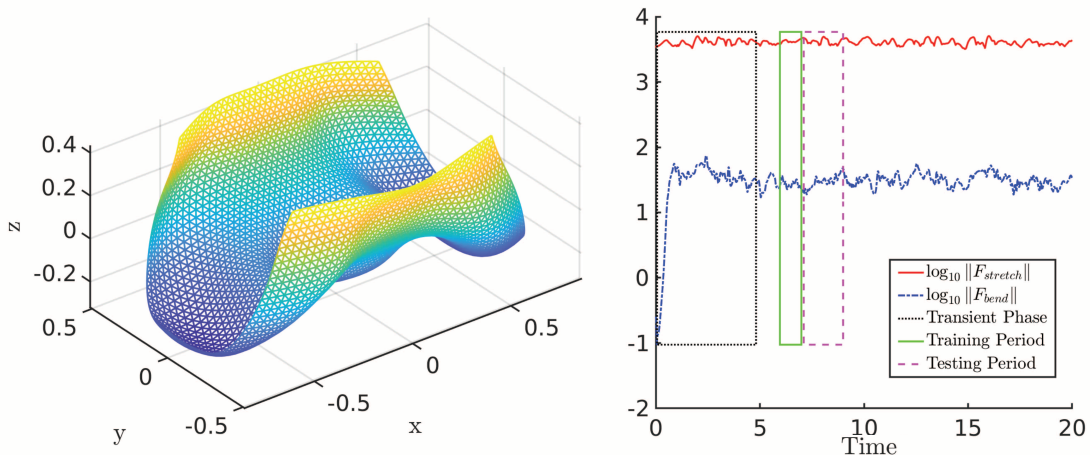 0.4
0.2
0
-0.2
z
0.5
0
-0.5
y
-0.5
0
0.5
x
4
3
2
1
0
-1
-2
0
5
10
15
20
Time
log₁₀ ‖F_stretch‖
log₁₀ ‖F_bend‖
Transient Phase
Training Period
Testing Period